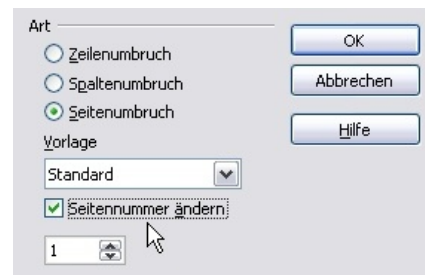 Art
Zeilenumbruch
Spaltenumbruch
Seitenumbruch
Vorlage
Standard
Seitennummer ändern
1
OK
Abbrechen
Hilfe